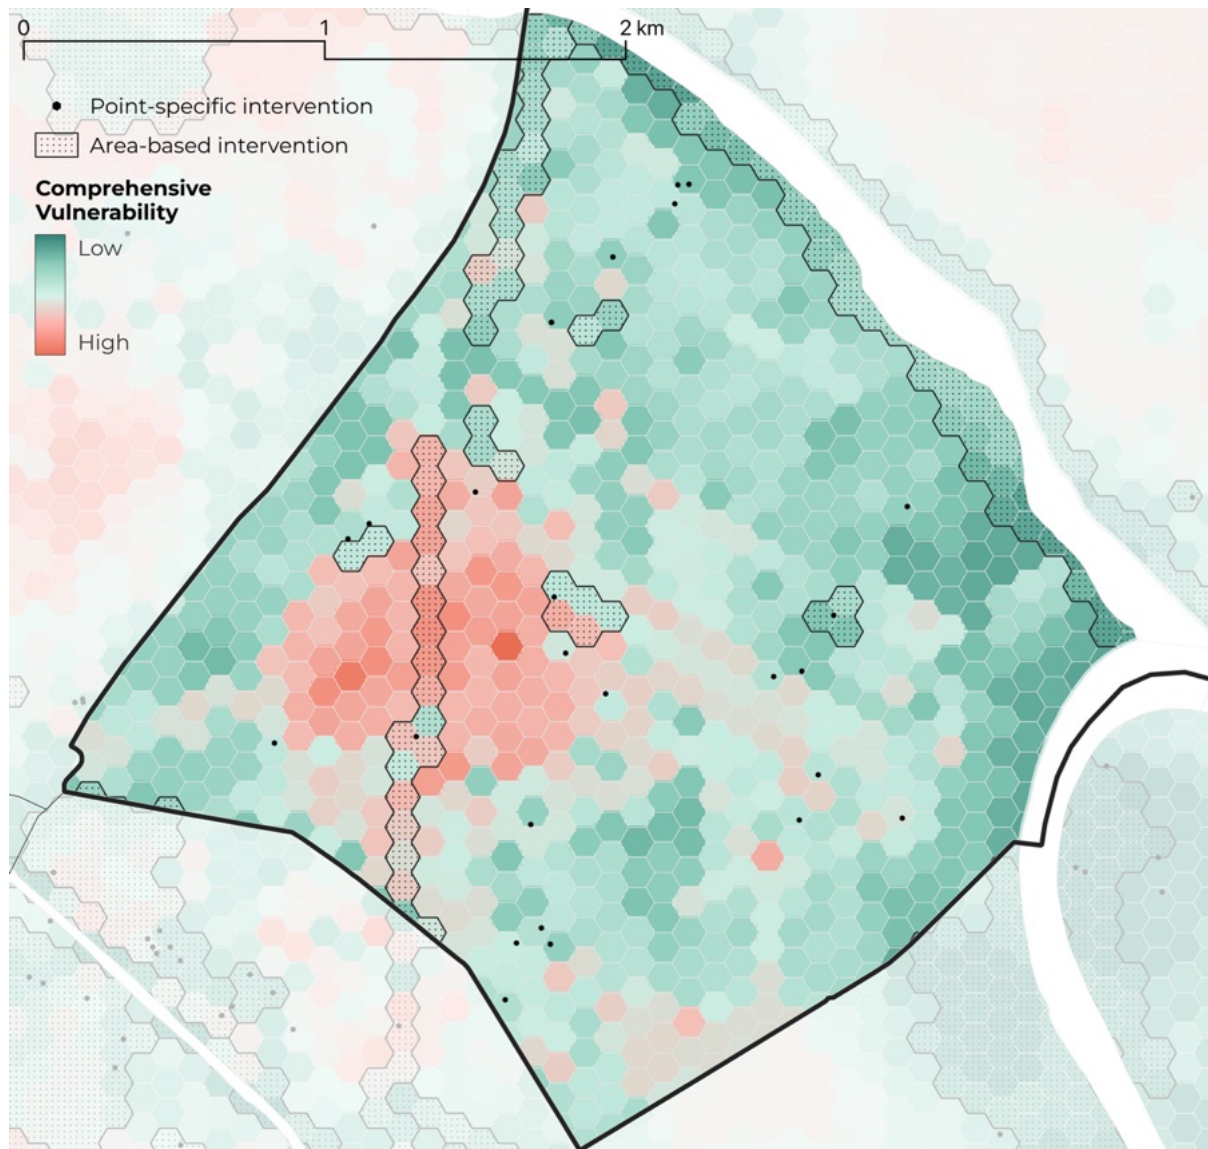 0 1 2 km
Point-specific intervention
Area-based intervention
Comprehensive
Vulnerability
Low
High